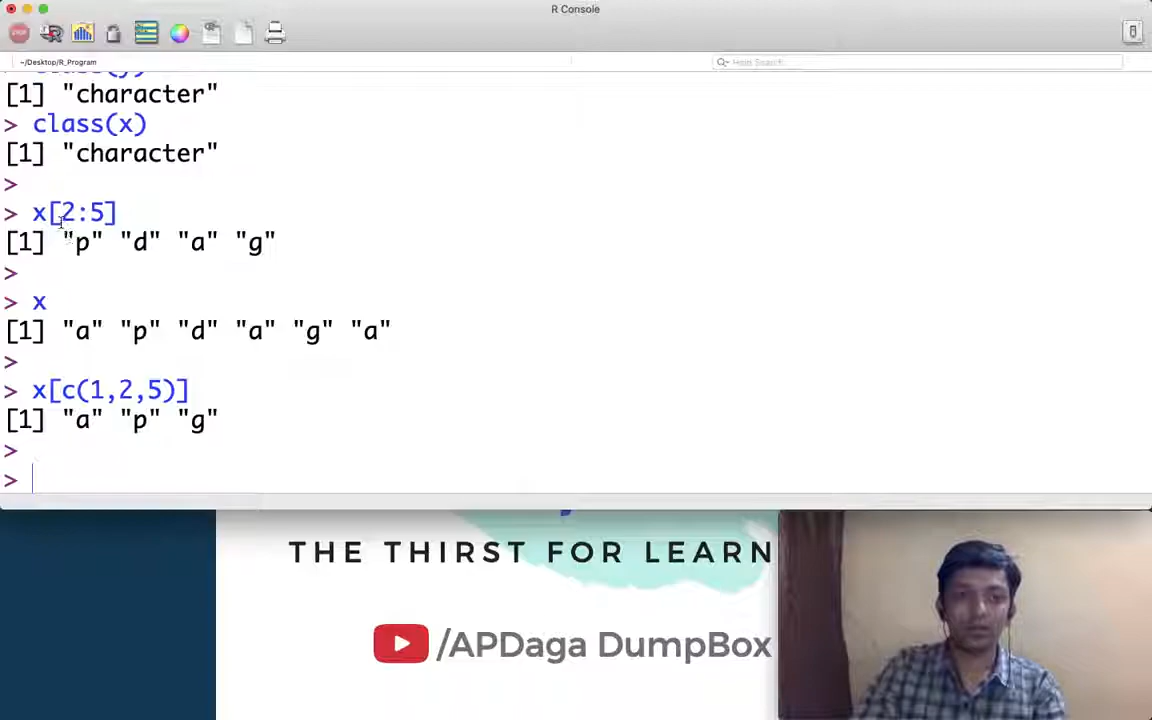 R Console
~/Desktop/R_Program
[1] "character"
> class(x)
[1] "character"
>
> x[2:5]
[1] "p" "d" "a" "g"
>
> x
[1] "a" "p" "d" "a" "g" "a"
>
> x[c(1,2,5)]
[1] "a" "p" "g"
>
>
THE THIRST FOR LEARN
/APDaga DumpBox